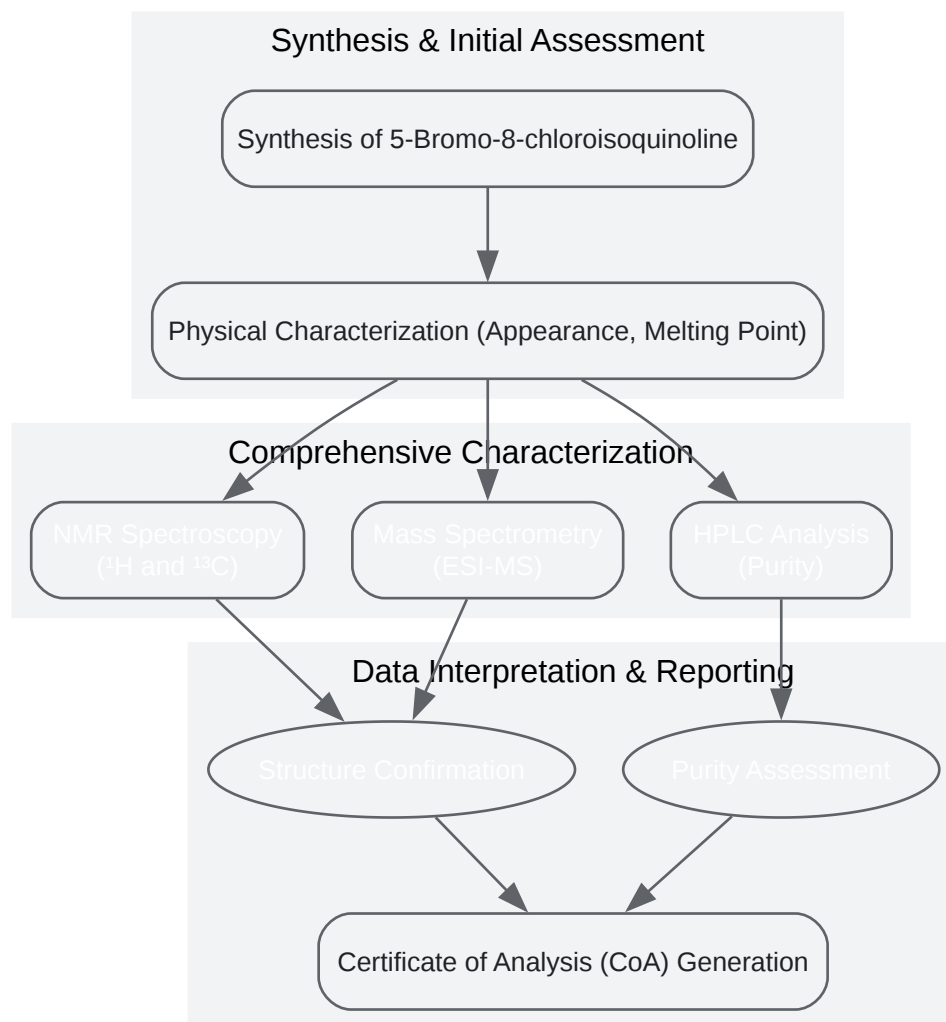 Synthesis & Initial Assessment
Synthesis of 5-Bromo-8-chloroisoquinoline
Physical Characterization (Appearance, Melting Point)
Comprehensive Characterization
NMR Spectroscopy
(¹H and ¹³C)
Mass Spectrometry
(ESI-MS)
HPLC Analysis
(Purity)
Data Interpretation & Reporting
Structure Confirmation
Purity Assessment
Certificate of Analysis (CoA) Generation